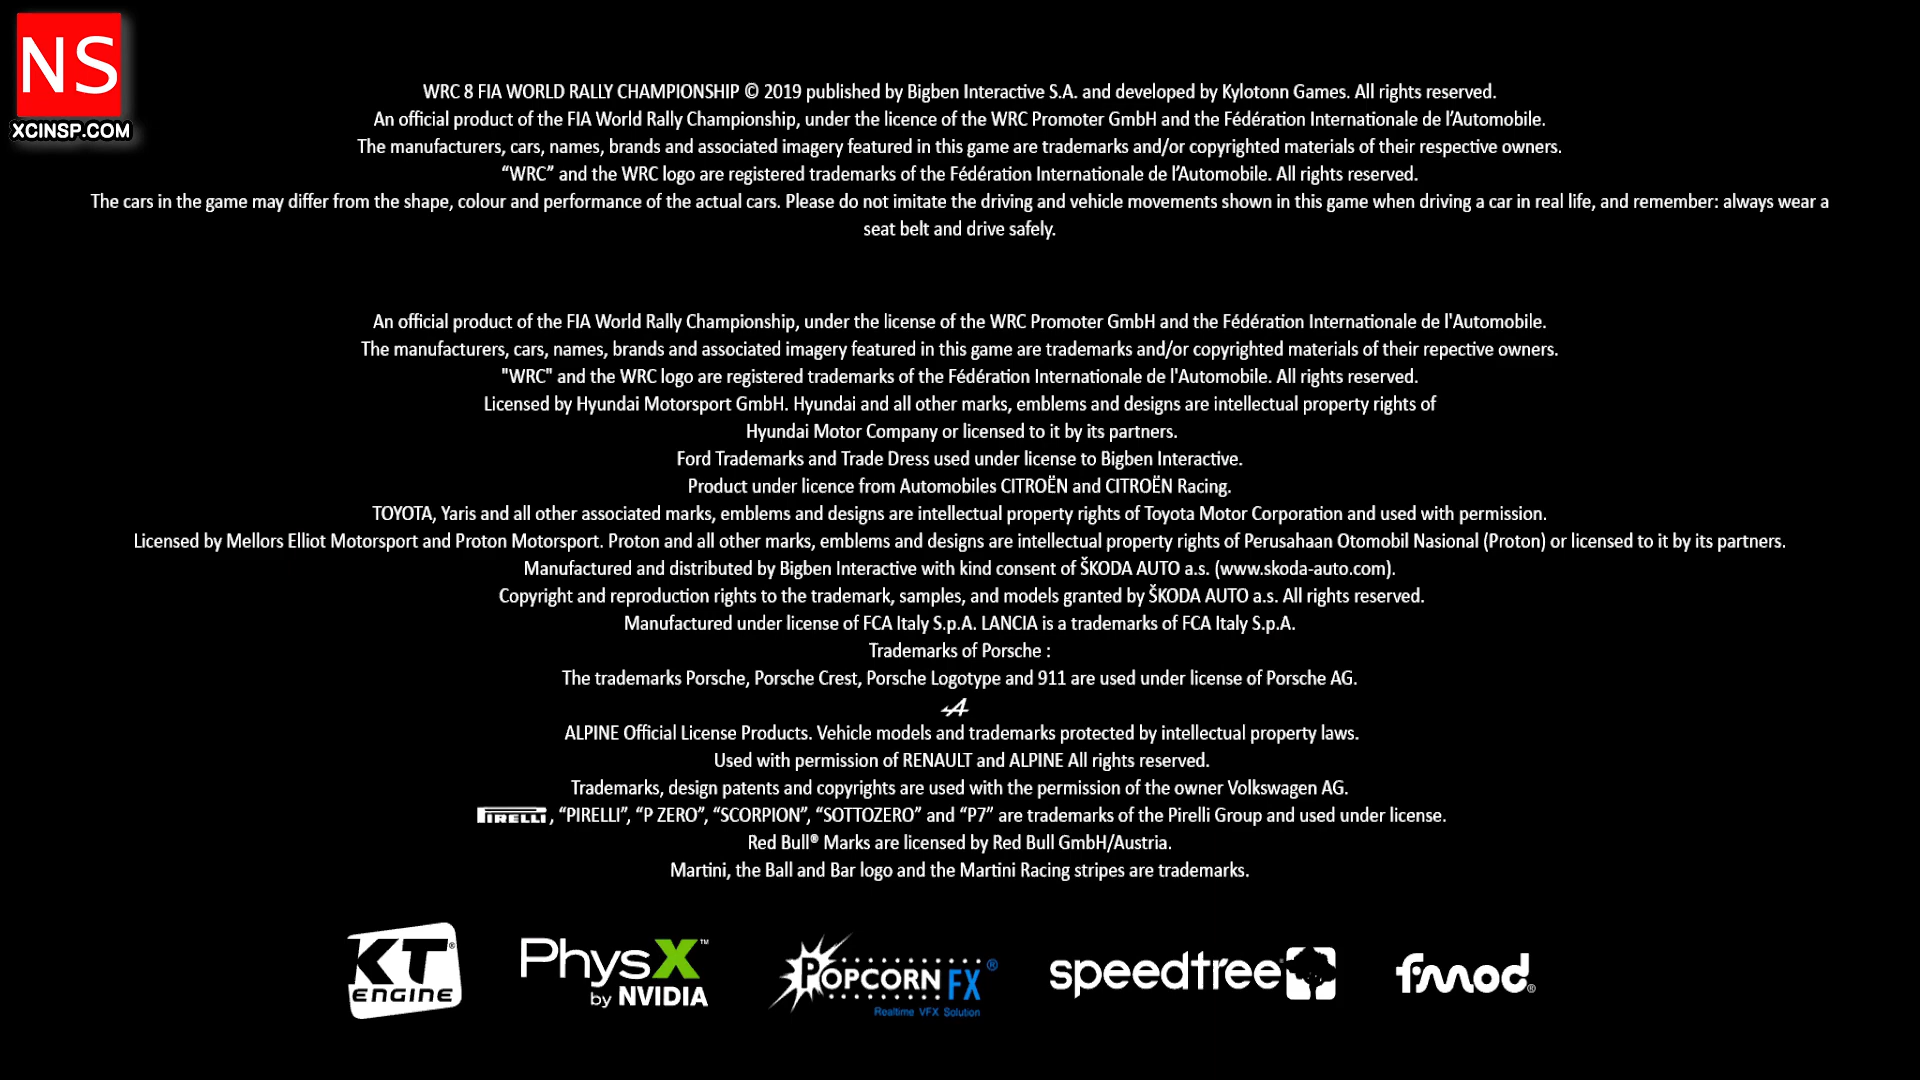 NS
XCINSP.COM
WRC 8 FIA WORLD RALLY CHAMPIONSHIP © 2019 published by Bigben Interactive S.A. and developed by Kylotonn Games. All rights reserved.
An official product of the FIA World Rally Championship, under the licence of the WRC Promoter GmbH and the Fédération Internationale de l’Automobile.
The manufacturers, cars, names, brands and associated imagery featured in this game are trademarks and/or copyrighted materials of their respective owners.
“WRC” and the WRC logo are registered trademarks of the Fédération Internationale de l’Automobile. All rights reserved.
The cars in the game may differ from the shape, colour and performance of the actual cars. Please do not imitate the driving and vehicle movements shown in this game when driving a car in real life, and remember: always wear a
seat belt and drive safely.
An official product of the FIA World Rally Championship, under the license of the WRC Promoter GmbH and the Fédération Internationale de l'Automobile.
The manufacturers, cars, names, brands and associated imagery featured in this game are trademarks and/or copyrighted materials of their repective owners.
"WRC" and the WRC logo are registered trademarks of the Fédération Internationale de l'Automobile. All rights reserved.
Licensed by Hyundai Motorsport GmbH. Hyundai and all other marks, emblems and designs are intellectual property rights of
Hyundai Motor Company or licensed to it by its partners.
Ford Trademarks and Trade Dress used under license to Bigben Interactive.
Product under licence from Automobiles CITROËN and CITROËN Racing.
TOYOTA, Yaris and all other associated marks, emblems and designs are intellectual property rights of Toyota Motor Corporation and used with permission.
Licensed by Mellors Elliot Motorsport and Proton Motorsport. Proton and all other marks, emblems and designs are intellectual property rights of Perusahaan Otomobil Nasional (Proton) or licensed to it by its partners.
Manufactured and distributed by Bigben Interactive with kind consent of ŠKODA AUTO a.s. (www.skoda-auto.com).
Copyright and reproduction rights to the trademark, samples, and models granted by ŠKODA AUTO a.s. All rights reserved.
Manufactured under license of FCA Italy S.p.A. LANCIA is a trademarks of FCA Italy S.p.A.
Trademarks of Porsche :
The trademarks Porsche, Porsche Crest, Porsche Logotype and 911 are used under license of Porsche AG.
A
ALPINE Official License Products. Vehicle models and trademarks protected by intellectual property laws.
Used with permission of RENAULT and ALPINE All rights reserved.
Trademarks, design patents and copyrights are used with the permission of the owner Volkswagen AG.
PIRELLI, “PIRELLI”, “P ZERO”, “SCORPION”, “SOTTOZERO” and “P7” are trademarks of the Pirelli Group and used under license.
Red Bull® Marks are licensed by Red Bull GmbH/Austria.
Martini, the Ball and Bar logo and the Martini Racing stripes are trademarks.
KT®
ENGINE
PhysX™
by NVIDIA
POPCORN FX®
Realtime VFX Solution
speedtree®
fmod®